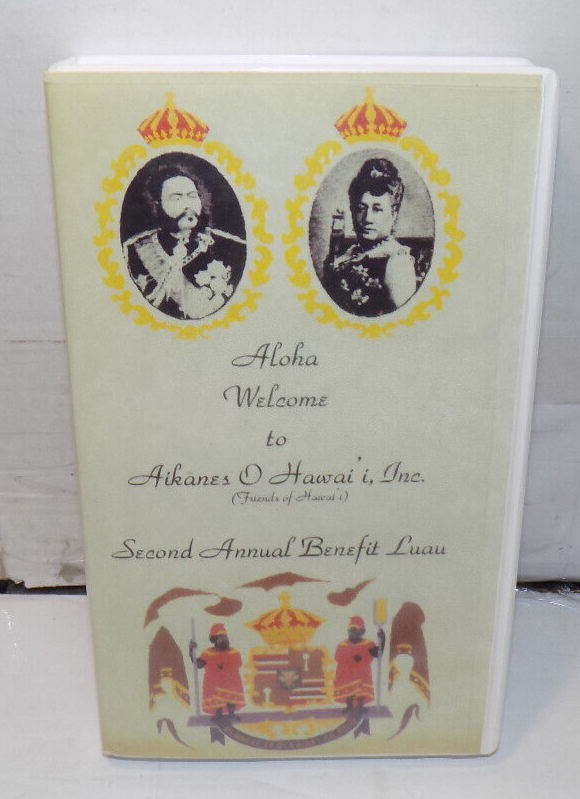 Aloha
Welcome
to
Aikānes O Hawai'i, Inc.
(Friends of Hawai'i)
Second Annual Benefit Luau